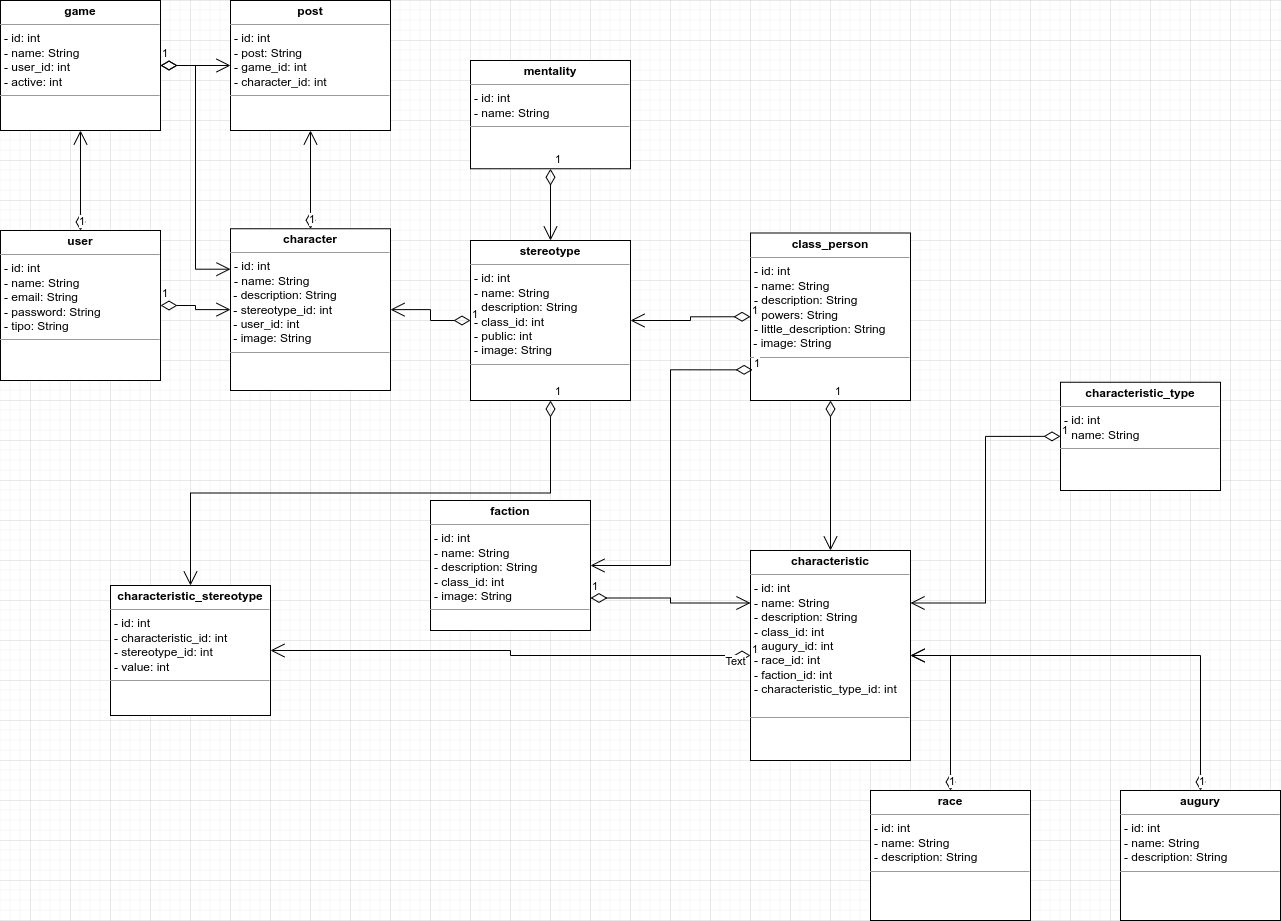 game
- id: int
- name: String
- user_id: int
- active: int
1
post
- id: int
- post: String
- game_id: int
- character_id: int
mentality
- id: int
- name: String
1
1
user
- id: int
- name: String
- email: String
- password: String
- tipo: String
1
1
character
- id: int
- name: String
- description: String
- stereotype_id: int
- user_id: int
- image: String
stereotype
- id: int
- name: String
description: String
1
- class_id: int
- public: int
- image: String
1
class_person
- id: int
- name: String
- description: String
1
powers: String
- little_description: String
- image: String
1
1
characteristic_type
- id: int
1
name: String
faction
- id: int
- name: String
- description: String
- class_id: int
- image: String
1
characteristic
- id: int
- name: String
- description: String
- class_id: int
1
augury_id: int
- race_id: int
- faction_id: int
- characteristic_type_id: int
Text
characteristic_stereotype
- id: int
- characteristic_id: int
- stereotype_id: int
- value: int
1
race
- id: int
- name: String
- description: String
1
augury
- id: int
- name: String
- description: String